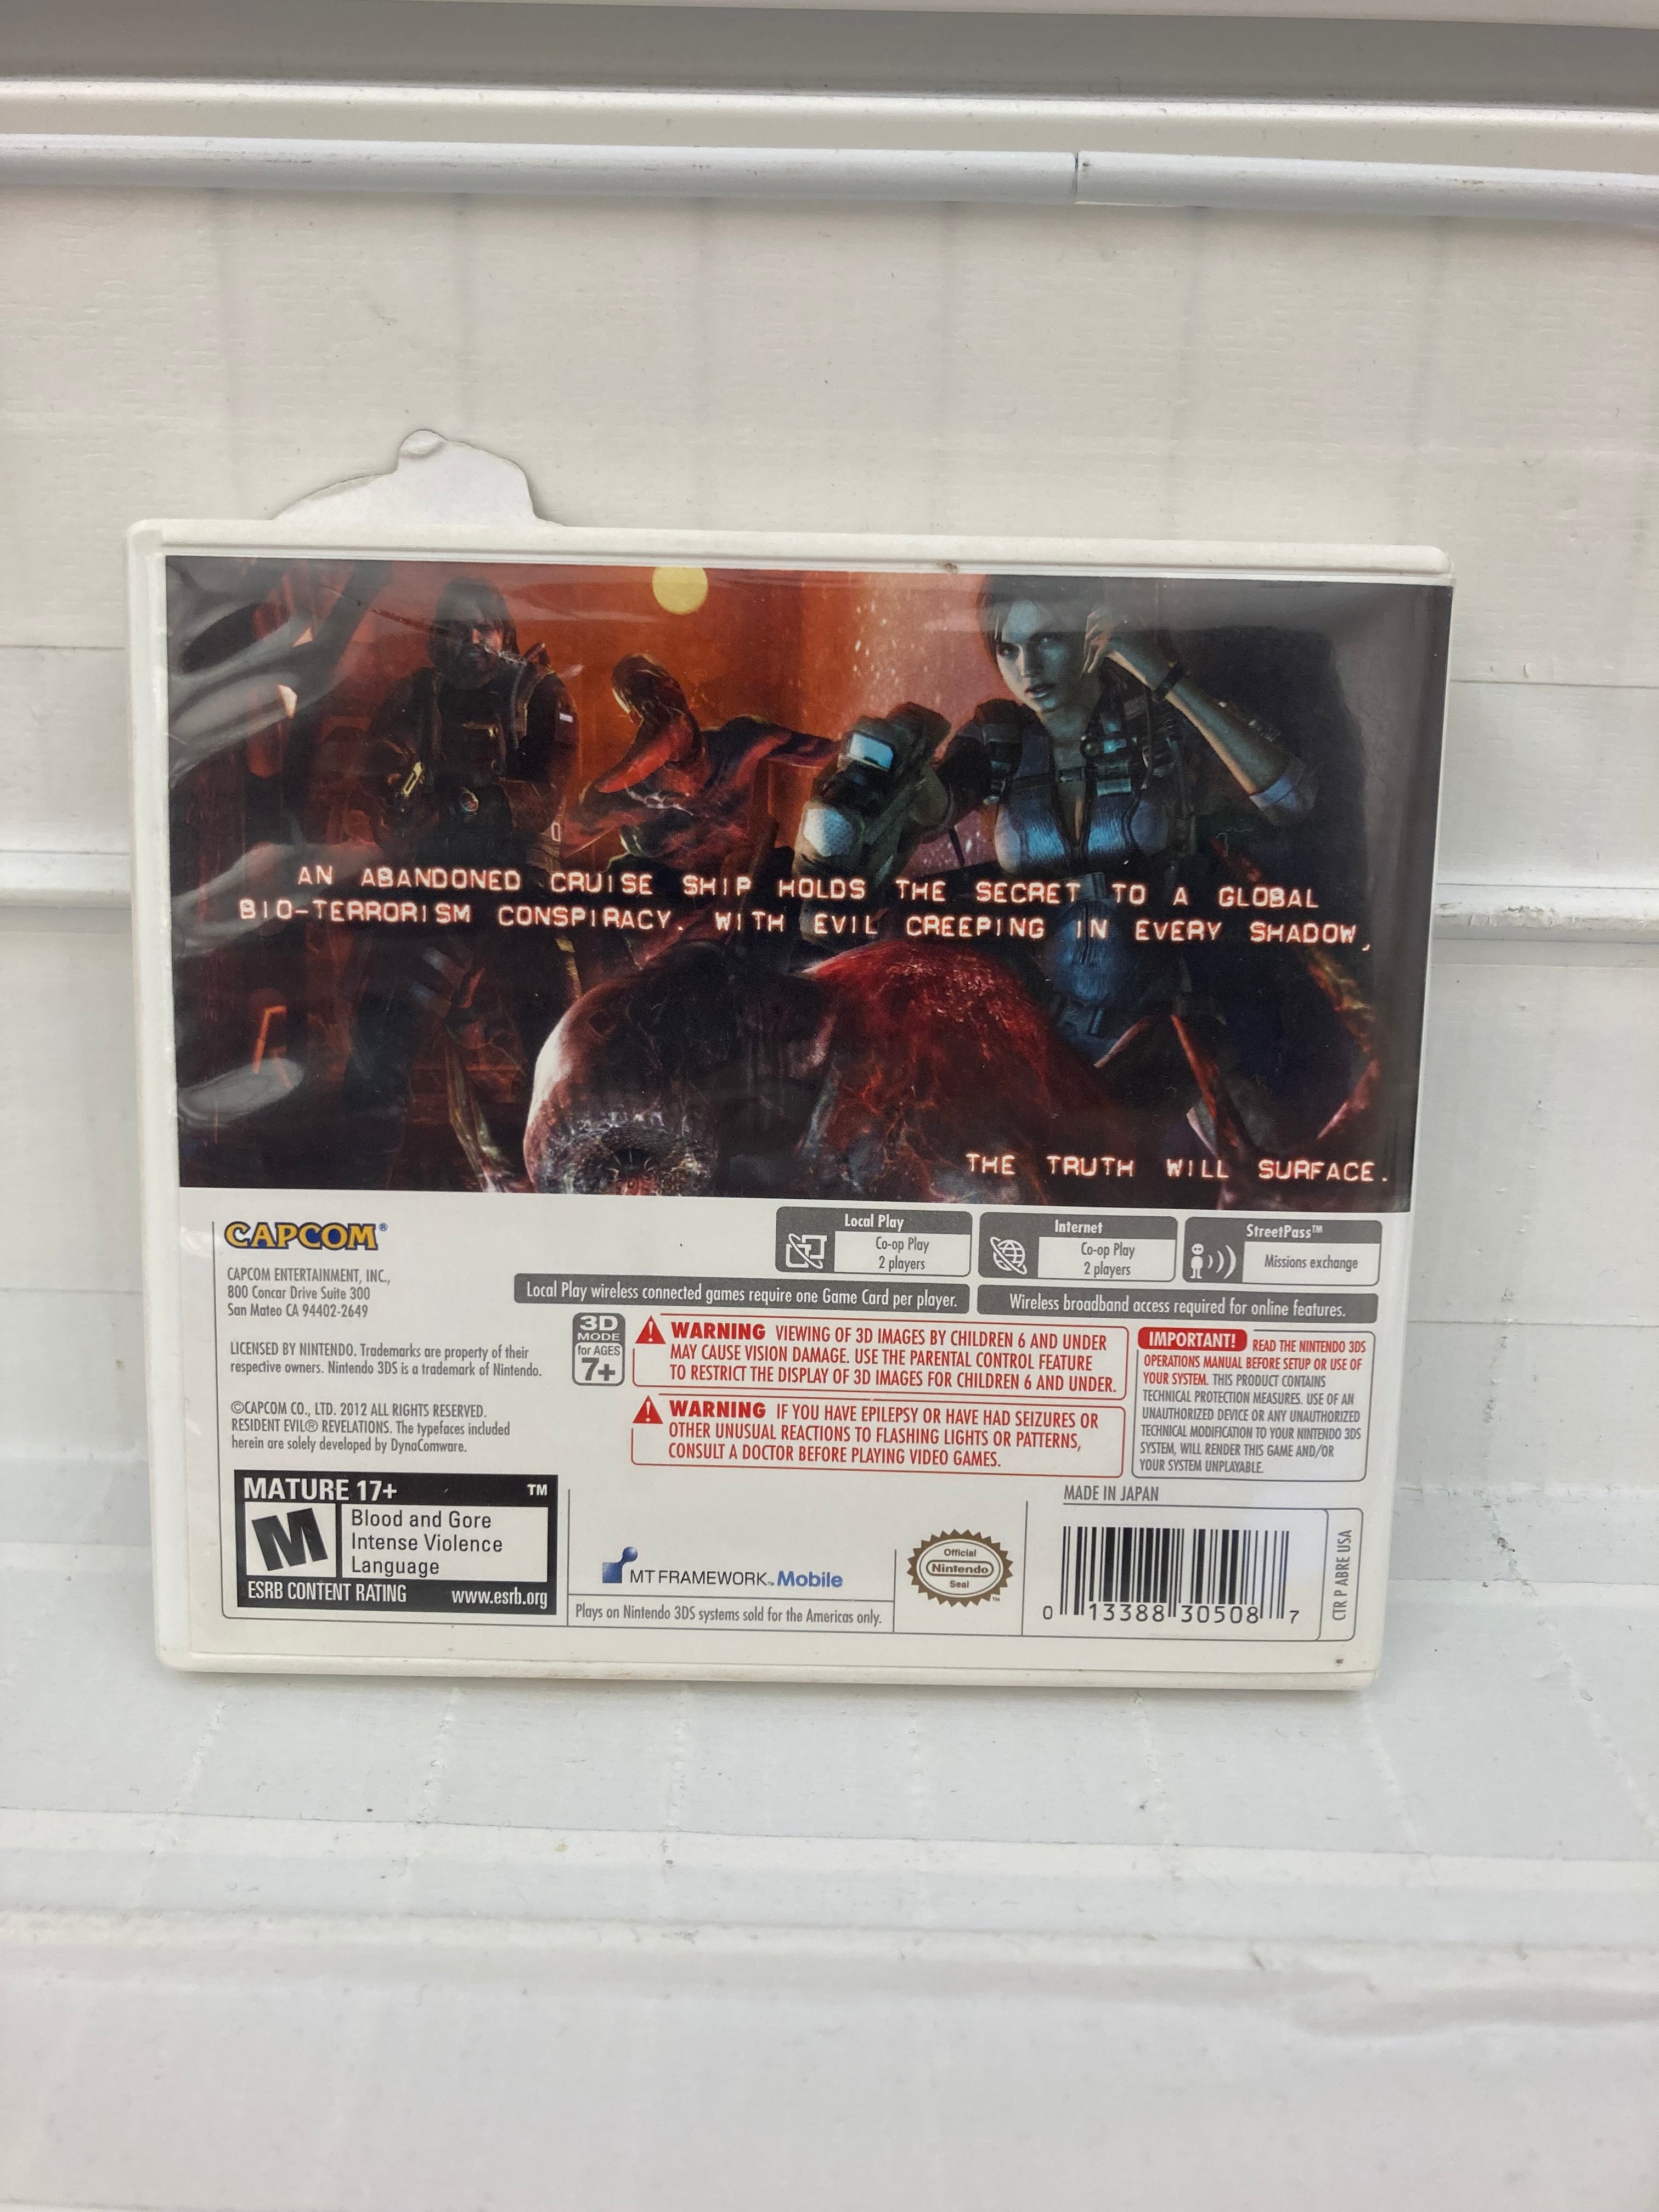 AN ABANDONED CRUISE SHIP HOLDS THE SECRET TO A GLOBAL
BIO-TERRORISM CONSPIRACY. WITH EVIL CREEPING IN EVERY SHADOW,
THE TRUTH WILL SURFACE.
CAPCOM®
CAPCOM ENTERTAINMENT, INC.,
800 Concar Drive Suite 300
San Mateo CA 94402-2649
Local Play
Co-op Play
2 players
Internet
Co-op Play
2 players
StreetPass™
Missions exchange
Local Play wireless connected games require one Game Card per player.
Wireless broadband access required for online features.
LICENSED BY NINTENDO. Trademarks are property of their
respective owners. Nintendo 3DS is a trademark of Nintendo.
©CAPCOM CO., LTD. 2012 ALL RIGHTS RESERVED.
RESIDENT EVIL® REVELATIONS. The typefaces included
herein are solely developed by DynaComware.
3D
MODE
for AGES
7+
WARNING VIEWING OF 3D IMAGES BY CHILDREN 6 AND UNDER
MAY CAUSE VISION DAMAGE. USE THE PARENTAL CONTROL FEATURE
TO RESTRICT THE DISPLAY OF 3D IMAGES FOR CHILDREN 6 AND UNDER.
WARNING IF YOU HAVE EPILEPSY OR HAVE HAD SEIZURES OR
OTHER UNUSUAL REACTIONS TO FLASHING LIGHTS OR PATTERNS,
CONSULT A DOCTOR BEFORE PLAYING VIDEO GAMES.
IMPORTANT! READ THE NINTENDO 3DS
OPERATIONS MANUAL BEFORE SETUP OR USE OF
YOUR SYSTEM. THIS PRODUCT CONTAINS
TECHNICAL PROTECTION MEASURES. USE OF AN
UNAUTHORIZED DEVICE OR ANY UNAUTHORIZED
TECHNICAL MODIFICATION TO YOUR NINTENDO 3DS
SYSTEM, WILL RENDER THIS GAME AND/OR
YOUR SYSTEM UNPLAYABLE.
MATURE 17+ TM
M
Blood and Gore
Intense Violence
Language
ESRB CONTENT RATING www.esrb.org
MT FRAMEWORK™ Mobile
Plays on Nintendo 3DS systems sold for the Americas only.
Official
Nintendo
Seal
TM
MADE IN JAPAN
0 13388 30508 7
CTR P ABRE USA